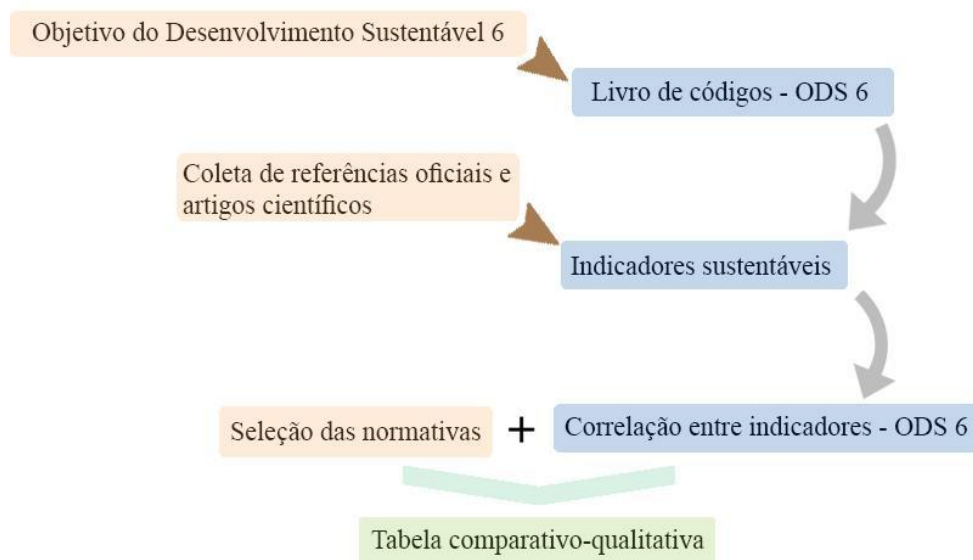 Objetivo do Desenvolvimento Sustentável 6
Livro de códigos - ODS 6
Coleta de referências oficiais e
artigos científicos
Indicadores sustentáveis
Seleção das normativas + Correlação entre indicadores - ODS 6
Tabela comparativo-qualitativa